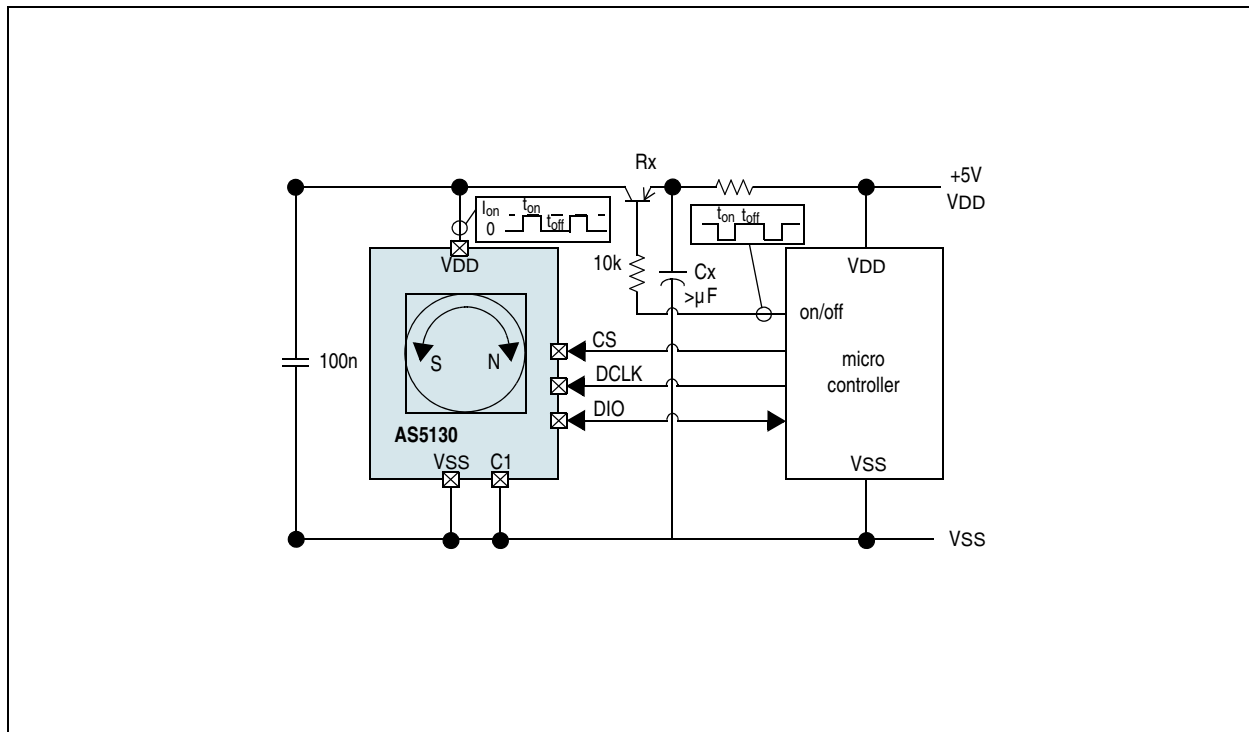 Rx
+5V
VDD
Ion
ton
0
toff
ton toff
VDD
10k
Cx
>µF
VDD
on/off
CS
micro
controller
100n
S
N
DCLK
DIO
AS5130
VSS
C1
VSS
VSS